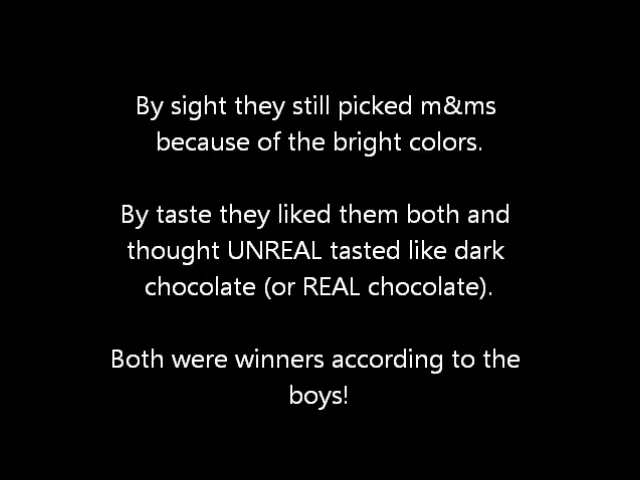 By sight they still picked m&ms
because of the bright colors.
By taste they liked them both and
thought UNREAL tasted like dark
chocolate (or REAL chocolate).
Both were winners according to the
boys!